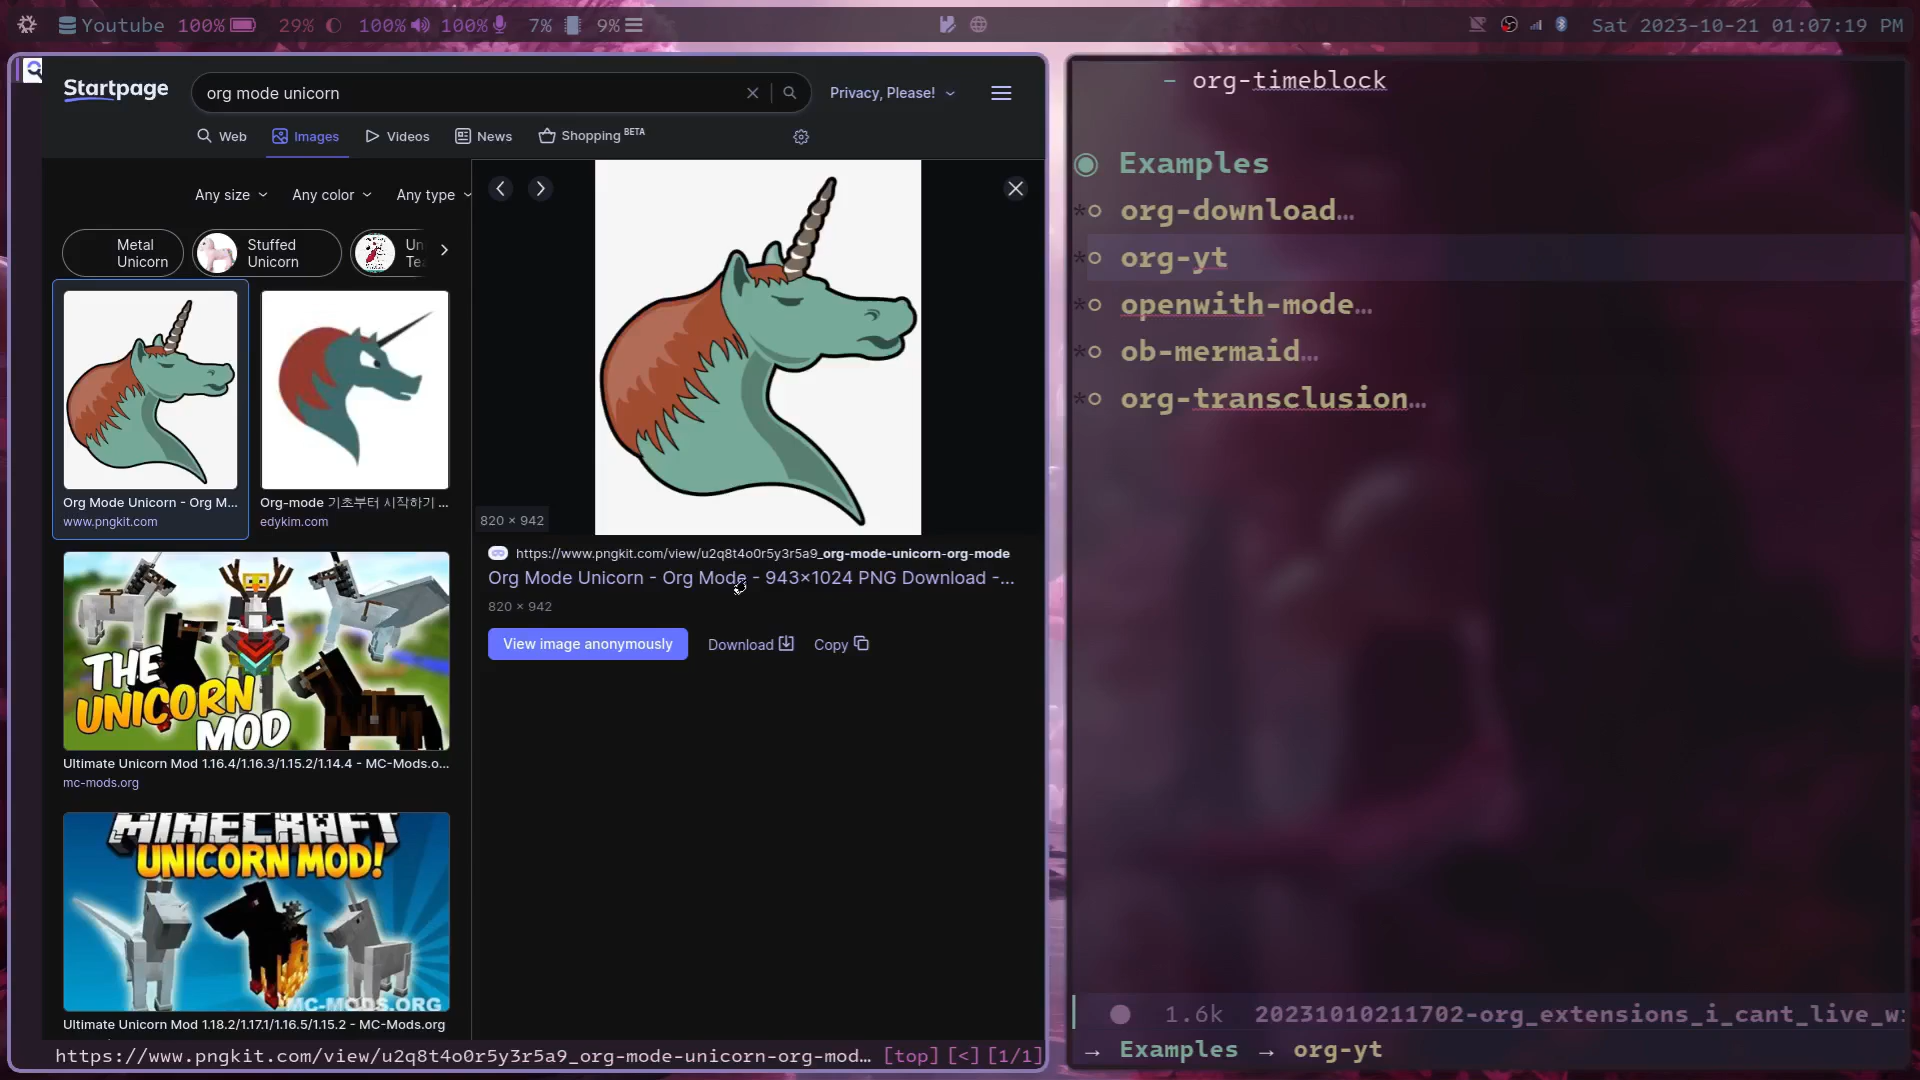 Youtube 100% 29% 100% 100% 7% 9%
Sat 2023-10-21 01:07:19 PM
Startpage
org mode unicorn
Privacy, Please!
Web Images Videos News Shopping BETA
Any size Any color Any type
Metal Unicorn
Stuffed Unicorn
Un
Te
Org Mode Unicorn - Org M...
www.pngkit.com
Org-mode 기초부터 시작하기 ...
edykim.com
THE
UNICORN
MOD
Ultimate Unicorn Mod 1.16.4/1.16.3/1.15.2/1.14.4 - MC-Mods.o...
mc-mods.org
MINECRAFT
UNICORN MOD!
MC-MODS.ORG
Ultimate Unicorn Mod 1.18.2/1.17.1/1.16.5/1.15.2 - MC-Mods.org
820 × 942
https://www.pngkit.com/view/u2q8t4o0r5y3r5a9_org-mode-unicorn-org-mode
Org Mode Unicorn - Org Mode - 943×1024 PNG Download -...
820 × 942
View image anonymously Download Copy
https://www.pngkit.com/view/u2q8t4o0r5y3r5a9_org-mode-unicorn-org-mod… [top] [<] [1/1]
- org-timeblock
◉ Examples
*○ org-download…
*○ org-yt
*○ openwith-mode…
*○ ob-mermaid…
*○ org-transclusion…
● 1.6k 20231010211702-org_extensions_i_cant_live_w
→ Examples → org-yt